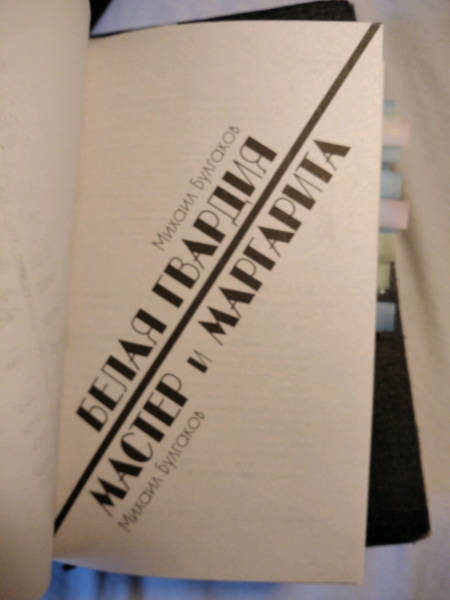 Михаил Булгаков
БЕЛАЯ ГВАРДИЯ
МАСТЕР и МАРГАРИТА
Михаил Булгаков